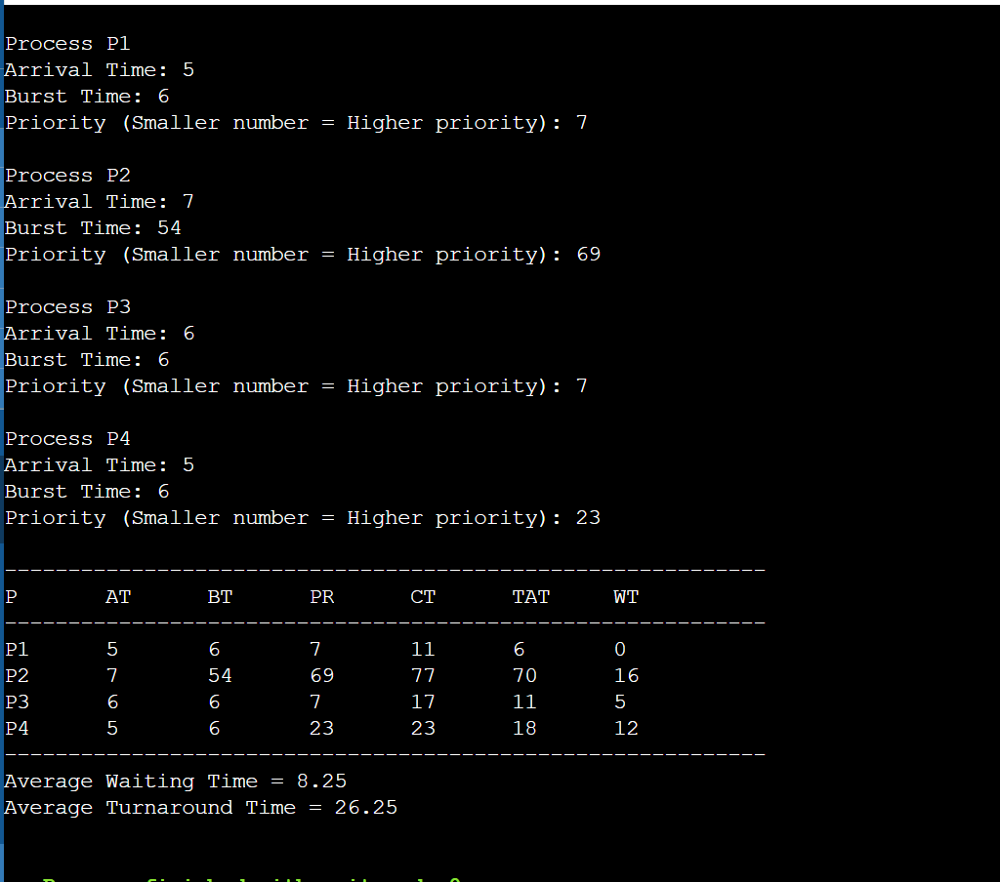 Process P1
Arrival Time: 5
Burst Time: 6
Priority (Smaller number = Higher priority): 7
Process P2
Arrival Time: 7
Burst Time: 54
Priority (Smaller number = Higher priority): 69
Process P3
Arrival Time: 6
Burst Time: 6
Priority (Smaller number = Higher priority): 7
Process P4
Arrival Time: 5
Burst Time: 6
Priority (Smaller number = Higher priority): 23
------------------------------------------------------------
P AT BT PR CT TAT WT
------------------------------------------------------------
P1 5 6 7 11 6 0
P2 7 54 69 77 70 16
P3 6 6 7 17 11 5
P4 5 6 23 23 18 12
------------------------------------------------------------
Average Waiting Time = 8.25
Average Turnaround Time = 26.25